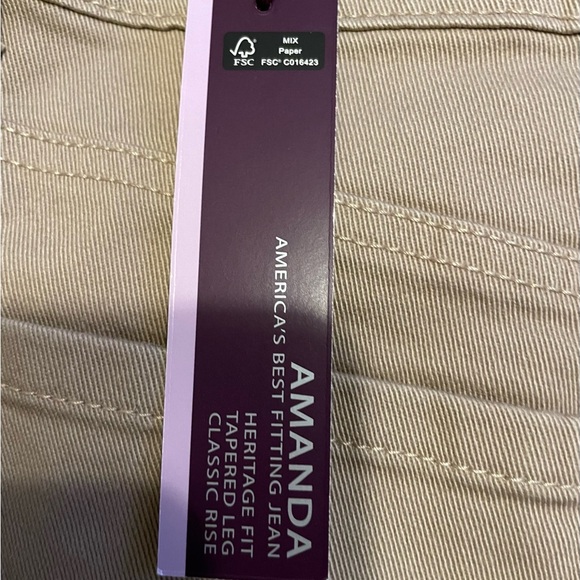 FSC
MIX
Paper
FSC® C016423
AMANDA
AMERICA'S BEST FITTING JEAN
HERITAGE FIT
TAPERED LEG
CLASSIC RISE